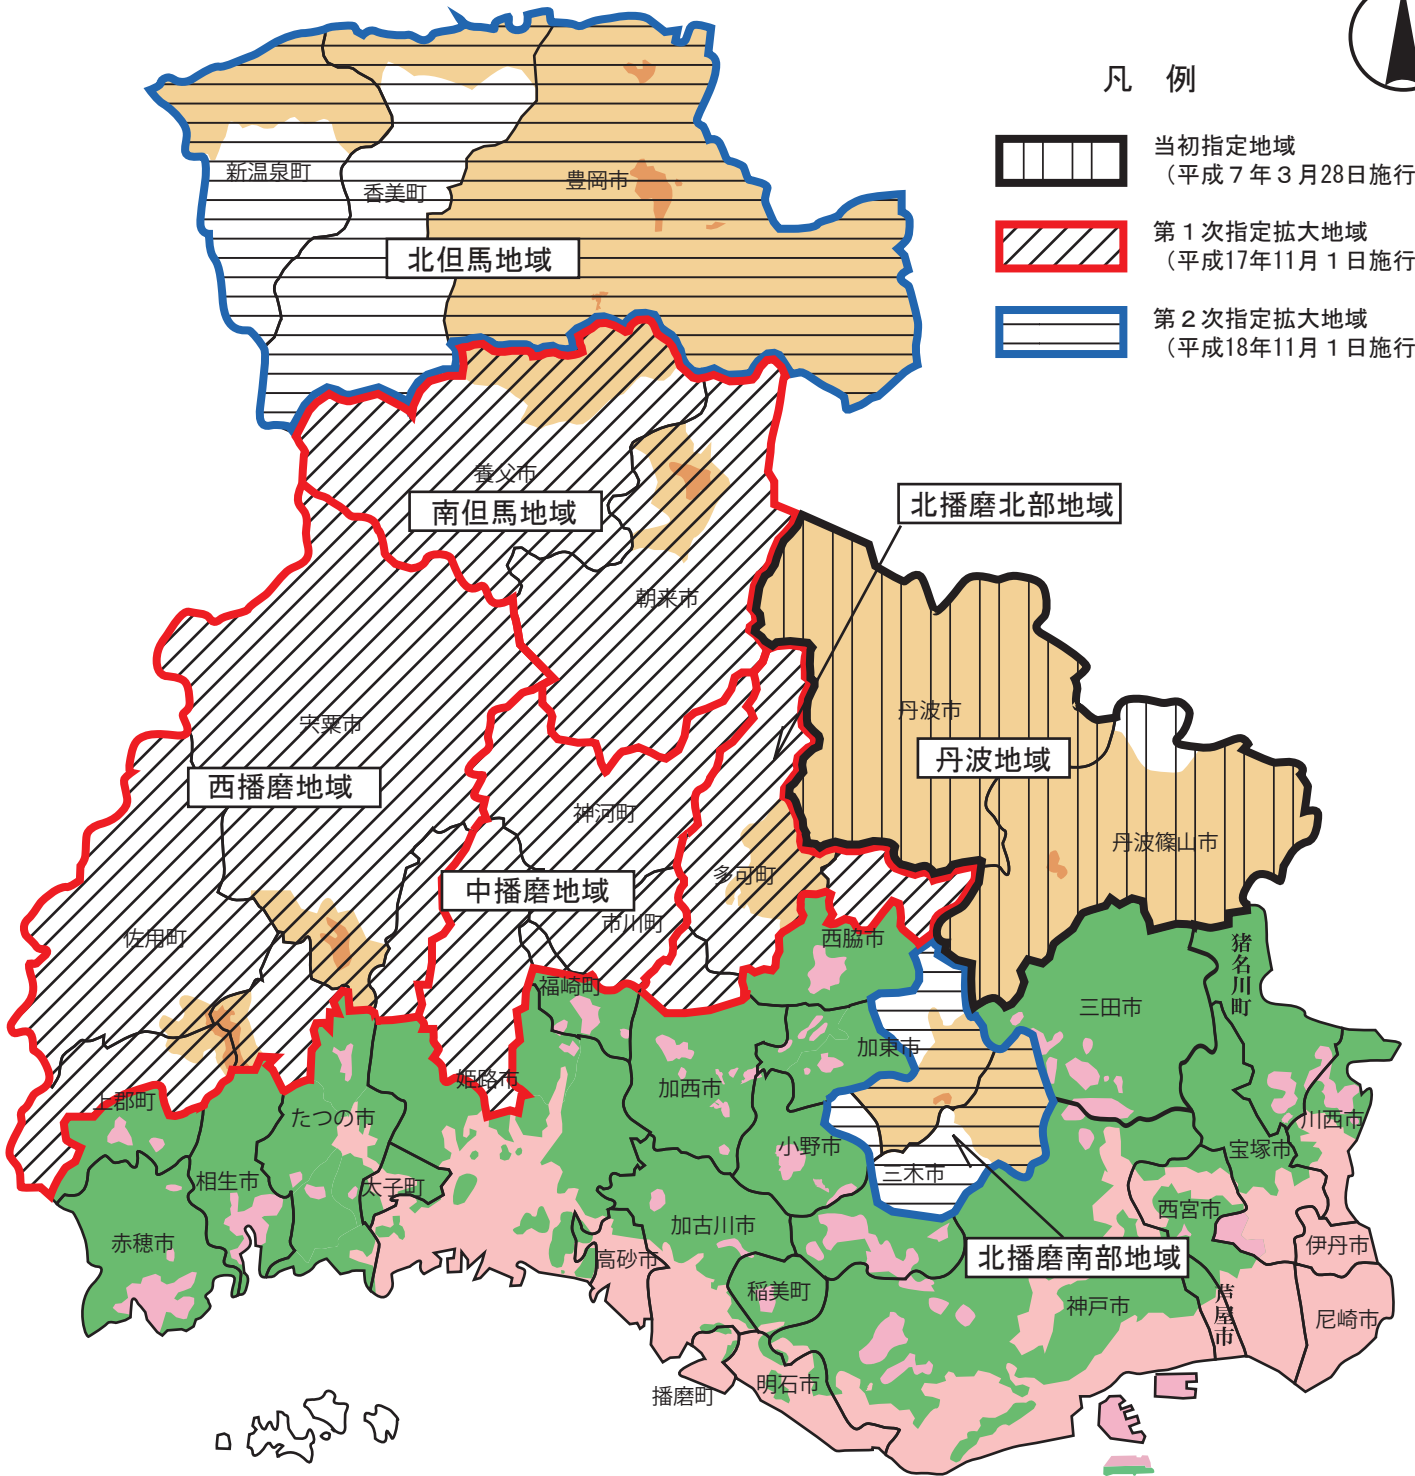 凡　例
当初指定地域
（平成７年３月28日施行
第１次指定拡大地域
（平成17年11月１日施行
第２次指定拡大地域
（平成18年11月１日施行
新温泉町
香美町
豊岡市
北但馬地域
養父市
南但馬地域
北播磨北部地域
朝来市
宍粟市
丹波市
丹波地域
西播磨地域
神河町
丹波篠山市
多可町
中播磨地域
市川町
佐用町
西脇市
猪名川町
福崎町
三田市
加東市
姫路市
加西市
上郡町
たつの市
川西市
小野市
宝塚市
三木市
相生市
太子町
西宮市
加古川市
赤穂市
伊丹市
高砂市
北播磨南部地域
稲美町
神戸市
芦屋市
尼崎市
明石市
播磨町